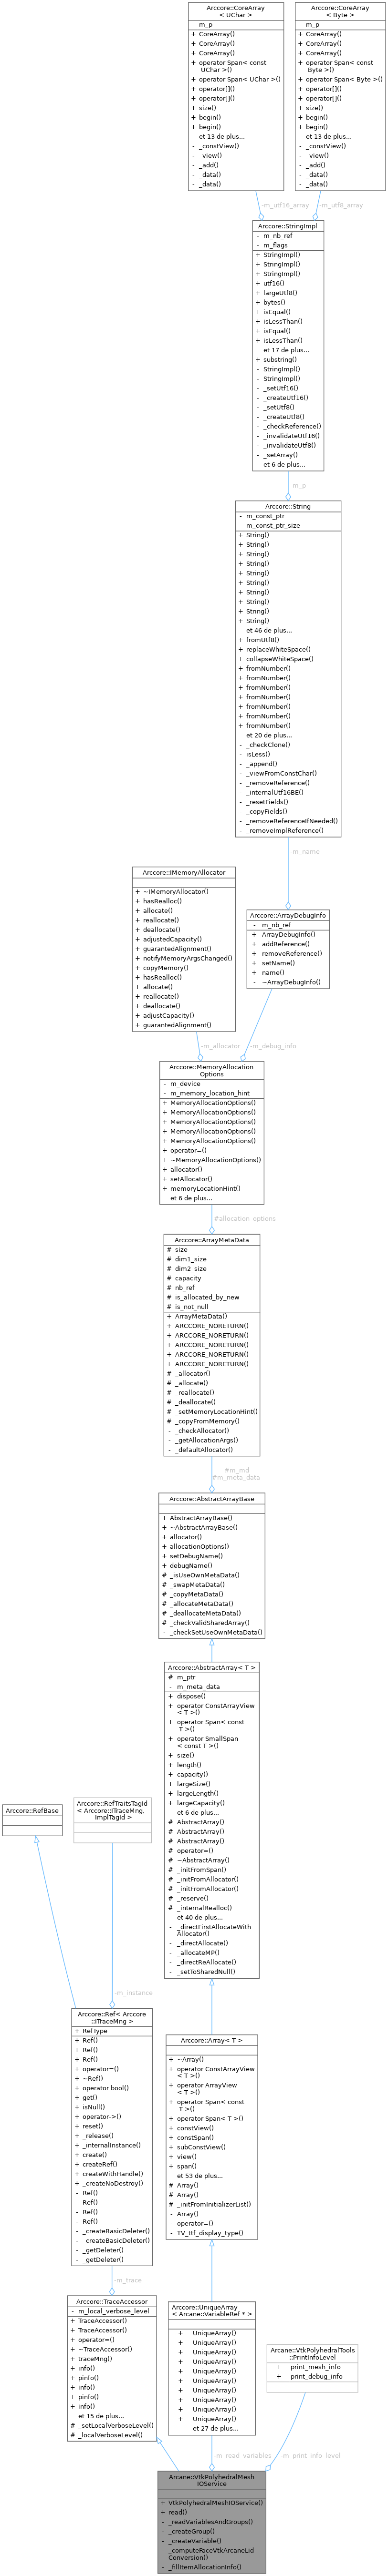 Arccore::CoreArray
< UChar >
- m_p
+ CoreArray()
+ CoreArray()
+ CoreArray()
+ operator Span< const
UChar >()
+ operator Span< UChar >()
+ operator[]()
+ operator[]()
+ size()
+ begin()
+ begin()
et 13 de plus...
- _constView()
- _view()
- _add()
- _data()
- _data()
Arccore::CoreArray
< Byte >
- m_p
+ CoreArray()
+ CoreArray()
+ CoreArray()
+ operator Span< const
Byte >()
+ operator Span< Byte >()
+ operator[]()
+ operator[]()
+ size()
+ begin()
+ begin()
et 13 de plus...
- _constView()
- _view()
- _add()
- _data()
- _data()
-m_utf16_array
-m_utf8_array
Arccore::StringImpl
- m_nb_ref
- m_flags
+ StringImpl()
+ StringImpl()
+ StringImpl()
+ utf16()
+ largeUtf8()
+ bytes()
+ isEqual()
+ isLessThan()
+ isEqual()
+ isLessThan()
et 17 de plus...
+ substring()
- StringImpl()
- StringImpl()
- _setUtf16()
- _createUtf16()
- _setUtf8()
- _createUtf8()
- _checkReference()
- _invalidateUtf16()
- _invalidateUtf8()
- _setArray()
et 6 de plus...
-m_p
Arccore::String
- m_const_ptr
- m_const_ptr_size
+ String()
+ String()
+ String()
+ String()
+ String()
+ String()
+ String()
+ String()
+ String()
+ String()
et 46 de plus...
+ fromUtf8()
+ replaceWhiteSpace()
+ collapseWhiteSpace()
+ fromNumber()
+ fromNumber()
+ fromNumber()
+ fromNumber()
+ fromNumber()
+ fromNumber()
+ fromNumber()
et 20 de plus...
- _checkClone()
- isLess()
- _append()
- _viewFromConstChar()
- _removeReference()
- _internalUtf16BE()
- _resetFields()
- _copyFields()
- _removeReferenceIfNeeded()
- _removeImplReference()
-m_name
Arccore::IMemoryAllocator
+ ~IMemoryAllocator()
+ hasRealloc()
+ allocate()
+ reallocate()
+ deallocate()
+ adjustedCapacity()
+ guarantedAlignment()
+ notifyMemoryArgsChanged()
+ copyMemory()
+ hasRealloc()
+ allocate()
+ reallocate()
+ deallocate()
+ adjustCapacity()
+ guarantedAlignment()
Arccore::ArrayDebugInfo
- m_nb_ref
+ ArrayDebugInfo()
+ addReference()
+ removeReference()
+ setName()
+ name()
- ~ArrayDebugInfo()
-m_allocator
-m_debug_info
Arccore::MemoryAllocation
Options
- m_device
- m_memory_location_hint
+ MemoryAllocationOptions()
+ MemoryAllocationOptions()
+ MemoryAllocationOptions()
+ MemoryAllocationOptions()
+ MemoryAllocationOptions()
+ operator=()
+ ~MemoryAllocationOptions()
+ allocator()
+ setAllocator()
+ memoryLocationHint()
et 6 de plus...
#allocation_options
Arccore::ArrayMetaData
# size
# dim1_size
# dim2_size
# capacity
# nb_ref
# is_allocated_by_new
# is_not_null
+ ArrayMetaData()
+ ARCCORE_NORETURN()
+ ARCCORE_NORETURN()
+ ARCCORE_NORETURN()
+ ARCCORE_NORETURN()
+ ARCCORE_NORETURN()
# _allocator()
# _allocate()
# _reallocate()
# _deallocate()
# _setMemoryLocationHint()
# _copyFromMemory()
- _checkAllocator()
- _getAllocationArgs()
- _defaultAllocator()
#m_md
#m_meta_data
Arccore::AbstractArrayBase
+ AbstractArrayBase()
+ ~AbstractArrayBase()
+ allocator()
+ allocationOptions()
+ setDebugName()
+ debugName()
# _isUseOwnMetaData()
# _swapMetaData()
# _copyMetaData()
# _allocateMetaData()
# _deallocateMetaData()
# _checkValidSharedArray()
- _checkSetUseOwnMetaData()
Arccore::AbstractArray< T >
# m_ptr
- m_meta_data
+ dispose()
+ operator ConstArrayView
< T >()
+ operator Span< const
T >()
+ operator SmallSpan
< const T >()
+ size()
+ length()
+ capacity()
+ largeSize()
+ largeLength()
+ largeCapacity()
et 6 de plus...
# AbstractArray()
# AbstractArray()
# AbstractArray()
# operator=()
# ~AbstractArray()
# _initFromSpan()
# _initFromAllocator()
# _initFromAllocator()
# _reserve()
# _internalRealloc()
et 40 de plus...
- _directFirstAllocateWith
Allocator()
- _directAllocate()
- _allocateMP()
- _directReAllocate()
- _setToSharedNull()
Arccore::RefBase
Arccore::RefTraitsTagId
< Arccore::ITraceMng,
ImplTagId >
-m_instance
Arccore::Ref< Arccore
::ITraceMng >
+ RefType
+ Ref()
+ Ref()
+ Ref()
+ operator=()
+ ~Ref()
+ operator bool()
+ get()
+ isNull()
+ operator->()
+ reset()
+ _release()
+ _internalInstance()
+ create()
+ createRef()
+ createWithHandle()
+ _createNoDestroy()
- Ref()
- Ref()
- Ref()
- Ref()
- _createBasicDeleter()
- _createBasicDeleter()
- _getDeleter()
- _getDeleter()
Arccore::Array< T >
+ ~Array()
+ operator ConstArrayView
< T >()
+ operator ArrayView
< T >()
+ operator Span< const
T >()
+ operator Span< T >()
+ constView()
+ constSpan()
+ subConstView()
+ view()
+ span()
et 53 de plus...
# Array()
# Array()
# _initFromInitializerList()
- Array()
- operator=()
- TV_ttf_display_type()
-m_trace
Arccore::TraceAccessor
- m_local_verbose_level
+ TraceAccessor()
+ TraceAccessor()
+ operator=()
+ ~TraceAccessor()
+ traceMng()
+ info()
+ pinfo()
+ info()
+ pinfo()
+ info()
et 15 de plus...
# _setLocalVerboseLevel()
# _localVerboseLevel()
Arccore::UniqueArray
< Arcane::VariableRef * >
+ UniqueArray()
+ UniqueArray()
+ UniqueArray()
+ UniqueArray()
+ UniqueArray()
+ UniqueArray()
+ UniqueArray()
+ UniqueArray()
+ UniqueArray()
+ UniqueArray()
et 27 de plus...
Arcane::VtkPolyhedralTools
::PrintInfoLevel
+ print_mesh_info
+ print_debug_info
-m_read_variables
-m_print_info_level
Arcane::VtkPolyhedralMesh
IOService
+ VtkPolyhedralMeshIOService()
+ read()
- _readVariablesAndGroups()
- _createGroup()
- _createVariable()
- _computeFaceVtkArcaneLid
Conversion()
- _fillItemAllocationInfo()